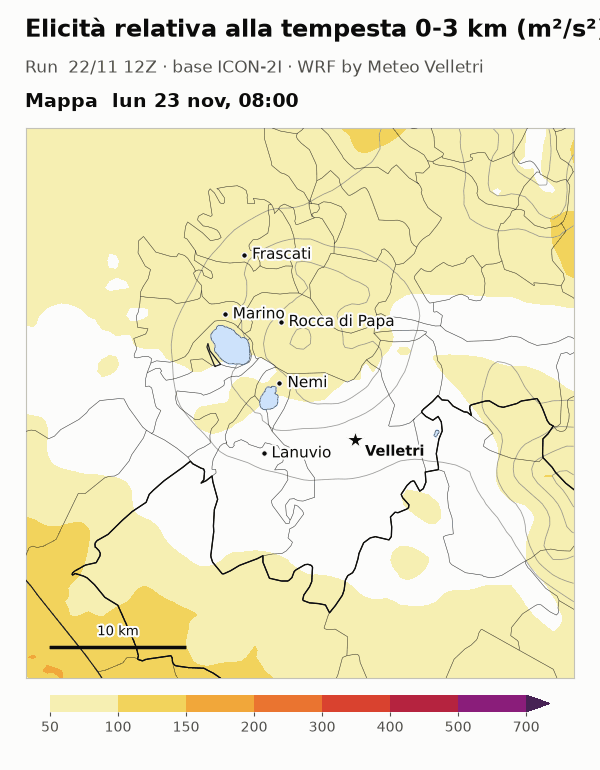 Elicità relativa alla tempesta 0-3 km (m²/s²)
Run 22/11 12Z · base ICON-2I · WRF by Meteo Velletri
Mappa lun 23 nov, 08:00
Frascati
Marino
Rocca di Papa
Nemi
Velletri
Lanuvio
10 km
50 100 150 200 300 400 500 700